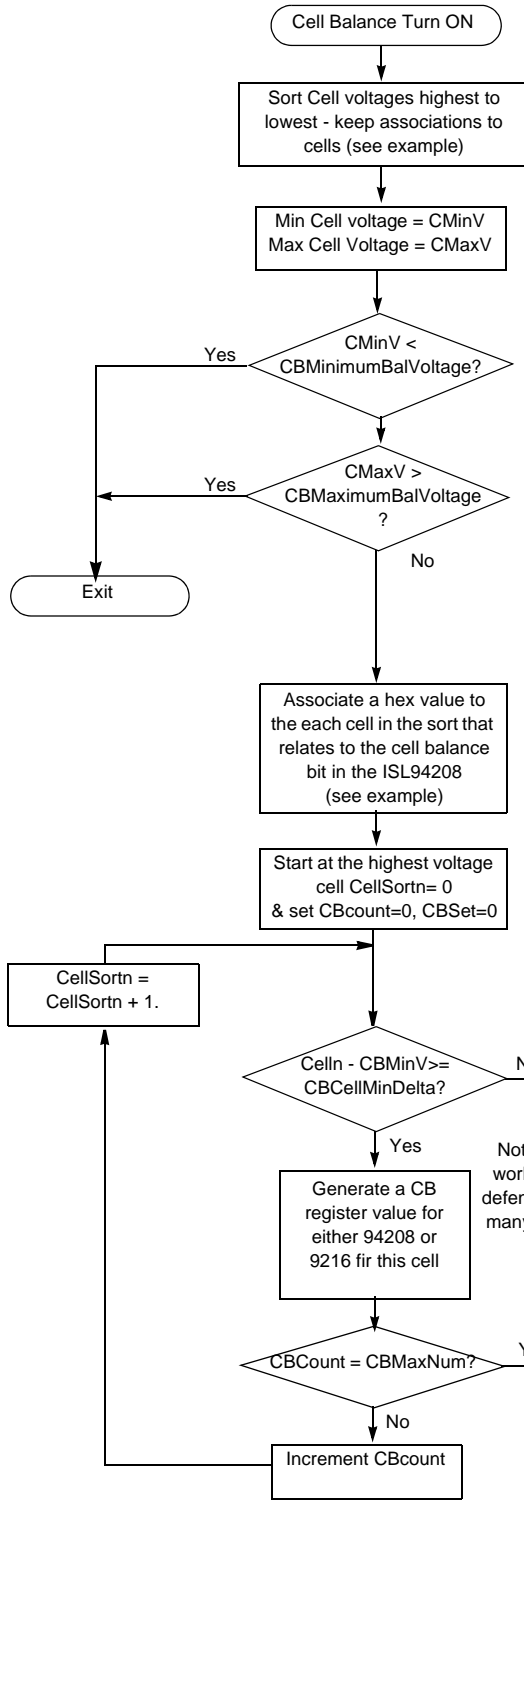 Cell Balance Turn ON
Sort Cell voltages highest to
lowest - keep associations to
cells (see example)
Min Cell voltage = CMinV
Max Cell Voltage = CMaxV
CMinV <
CBMinimumBalVoltage?
Yes
CMaxV >
CBMaximumBalVoltage
?
Yes
No
Exit
Associate a hex value to
the each cell in the sort that
relates to the cell balance
bit in the ISL94208
(see example)
Start at the highest voltage
cell CellSortn= 0
& set CBcount=0, CBSet=0
CellSortn =
CellSortn + 1.
Celln - CBMinV>=
CBCellMinDelta?
Yes
Generate a CB
register value for
either 94208 or
9216 fir this cell
many
CBCount = CBMaxNum?
No
Increment CBcount